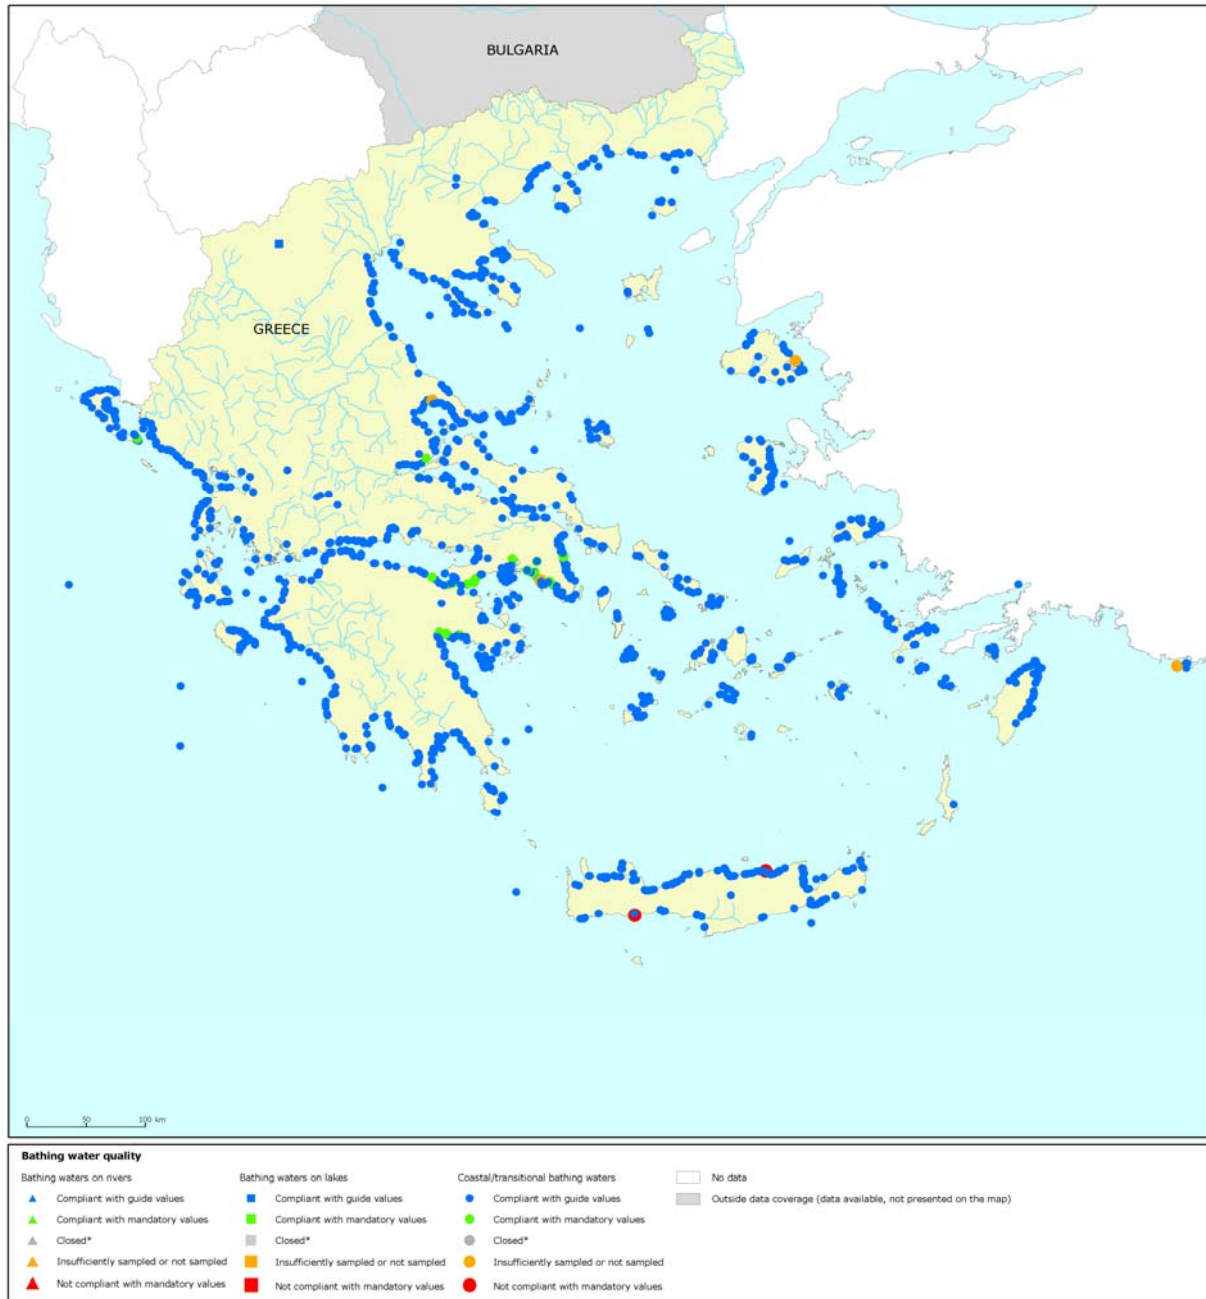 BULGARIA
GREECE
0 50 100 km
Bathing water quality
Bathing waters on rivers
Compliant with guide values
Compliant with mandatory values
Closed*
Insufficiently sampled or not sampled
Not compliant with mandatory values
Bathing waters on lakes
Compliant with guide values
Compliant with mandatory values
Closed*
Insufficiently sampled or not sampled
Not compliant with mandatory values
Coastal/transitional bathing waters
Compliant with guide values
Compliant with mandatory values
Closed*
Insufficiently sampled or not sampled
Not compliant with mandatory values
No data
Outside data coverage (data available, not presented on the map)